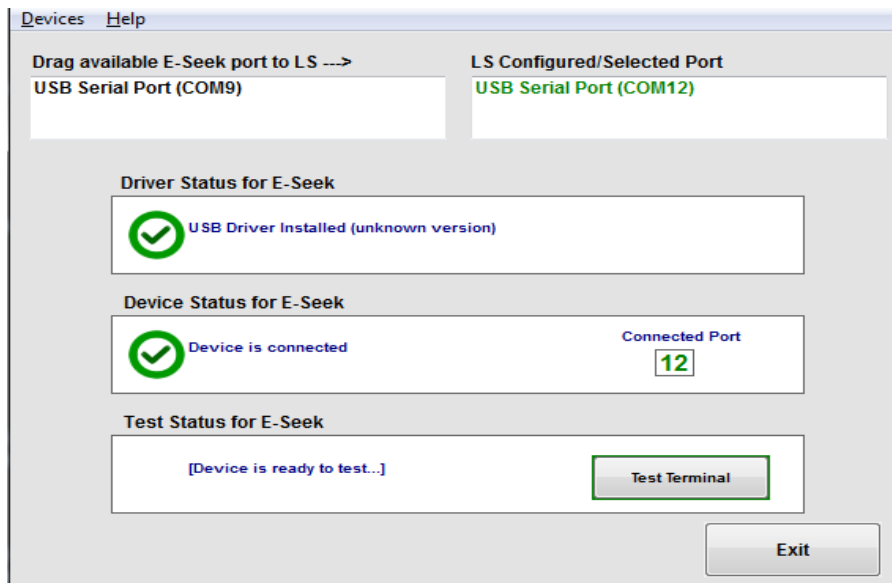 Devices Help
Drag available E-Seek port to LS --->
LS Configured/Selected Port
USB Serial Port (COM9)
USB Serial Port (COM12)
Driver Status for E-Seek
USB Driver Installed (unknown version)
Device Status for E-Seek
Device is connected
Connected Port
12
Test Status for E-Seek
[Device is ready to test...]
Test Terminal
Exit